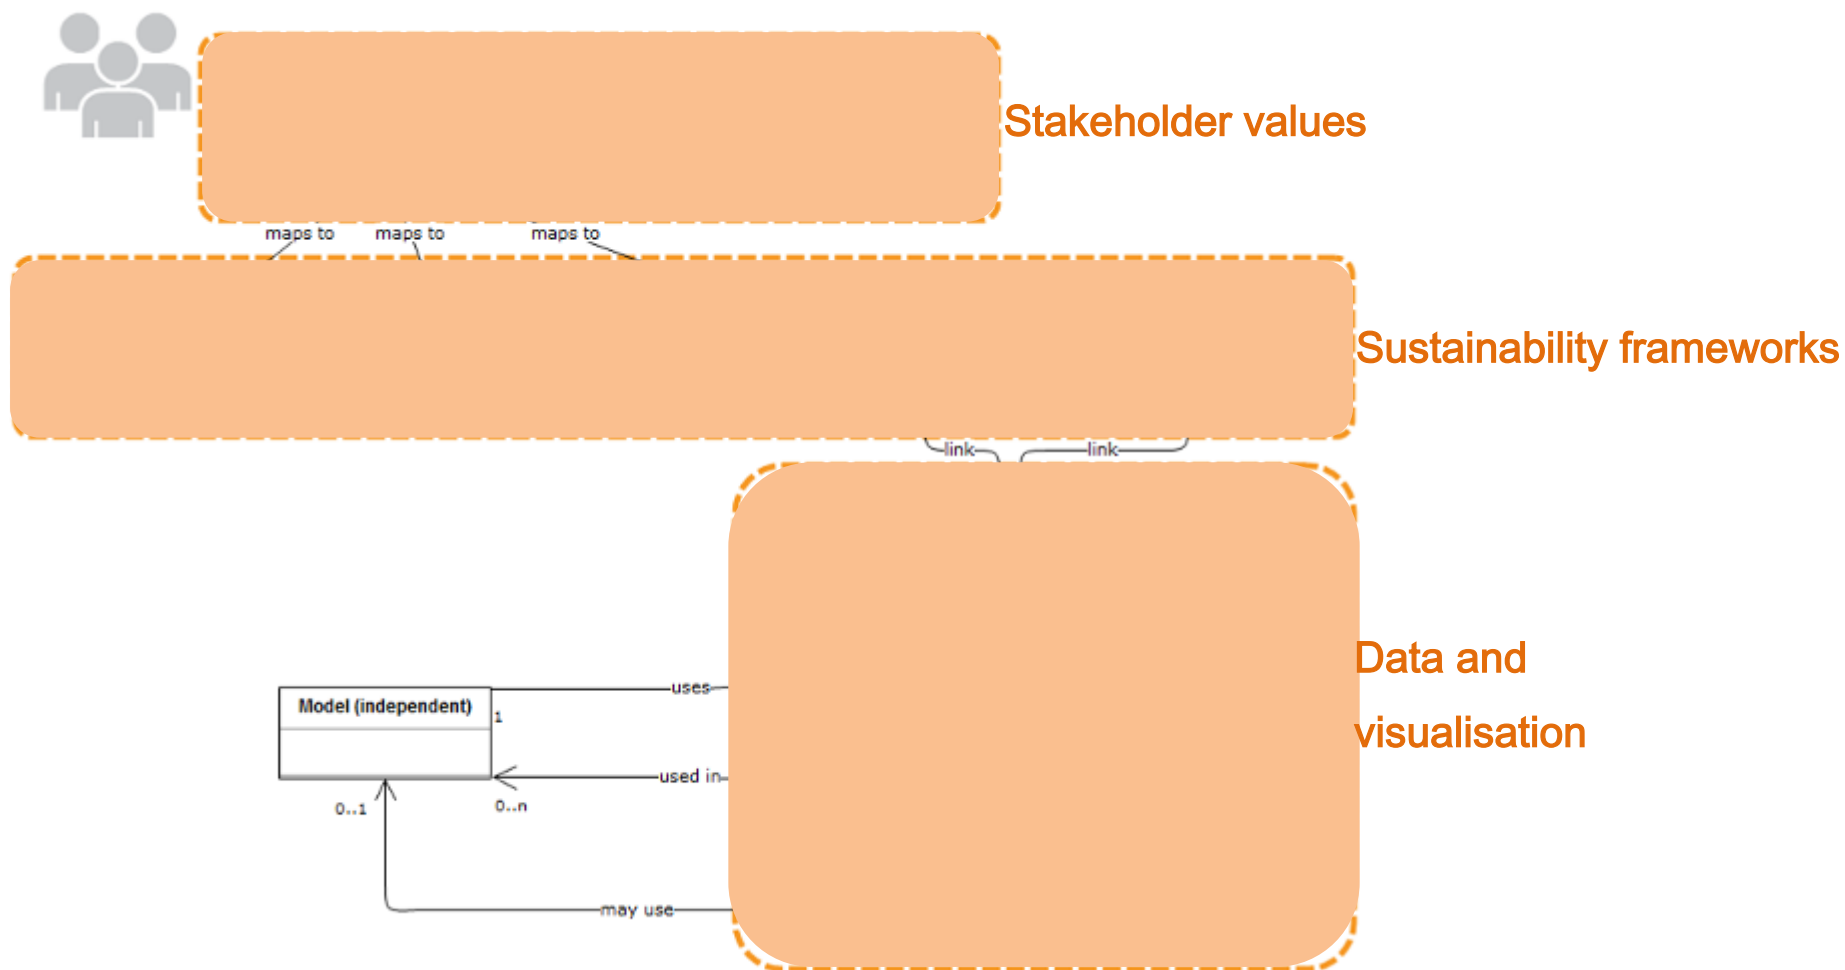 Stakeholder values
maps to
maps to
maps to
Sustainability frameworks
link
link
Data and
visualisation
uses
Model (independent)
1
used in
0..1
0..n
may use